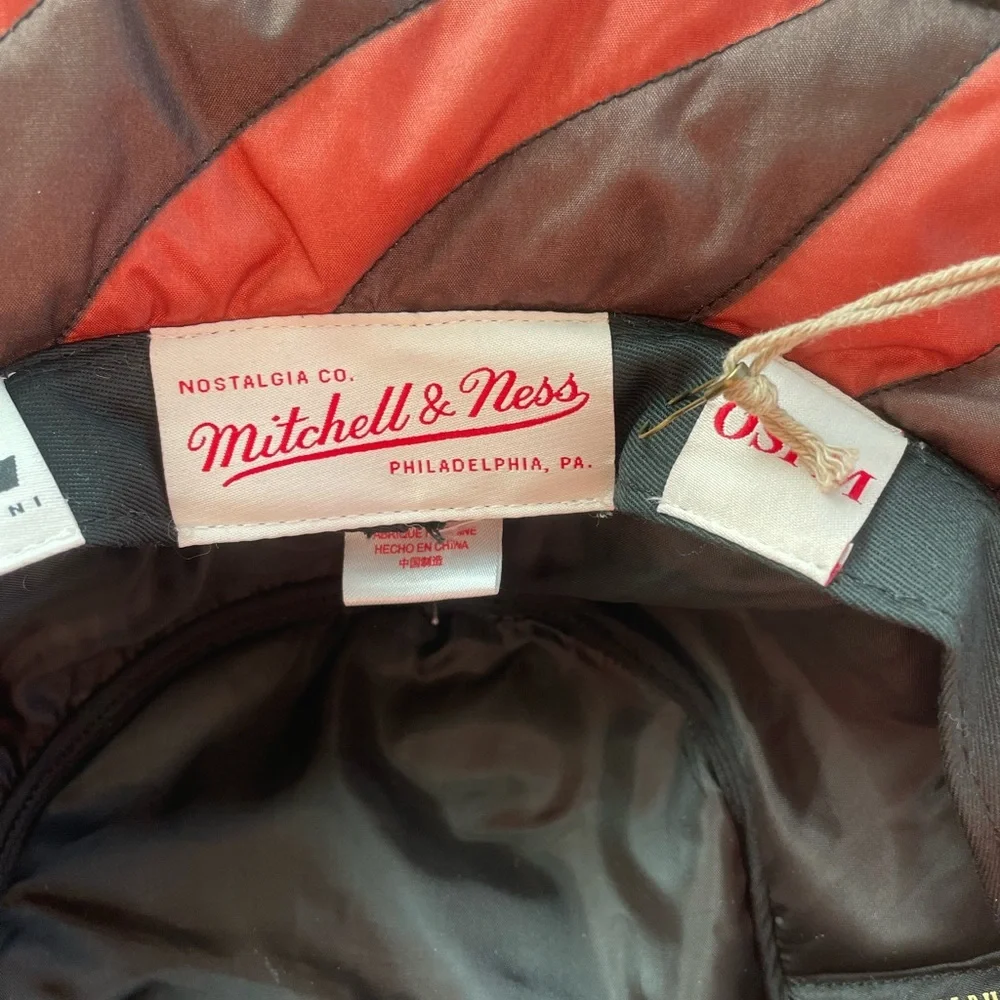 NOSTALGIA CO.
Mitchell & Ness
PHILADELPHIA, PA.
HECHO EN CHINA
中国制造
N I